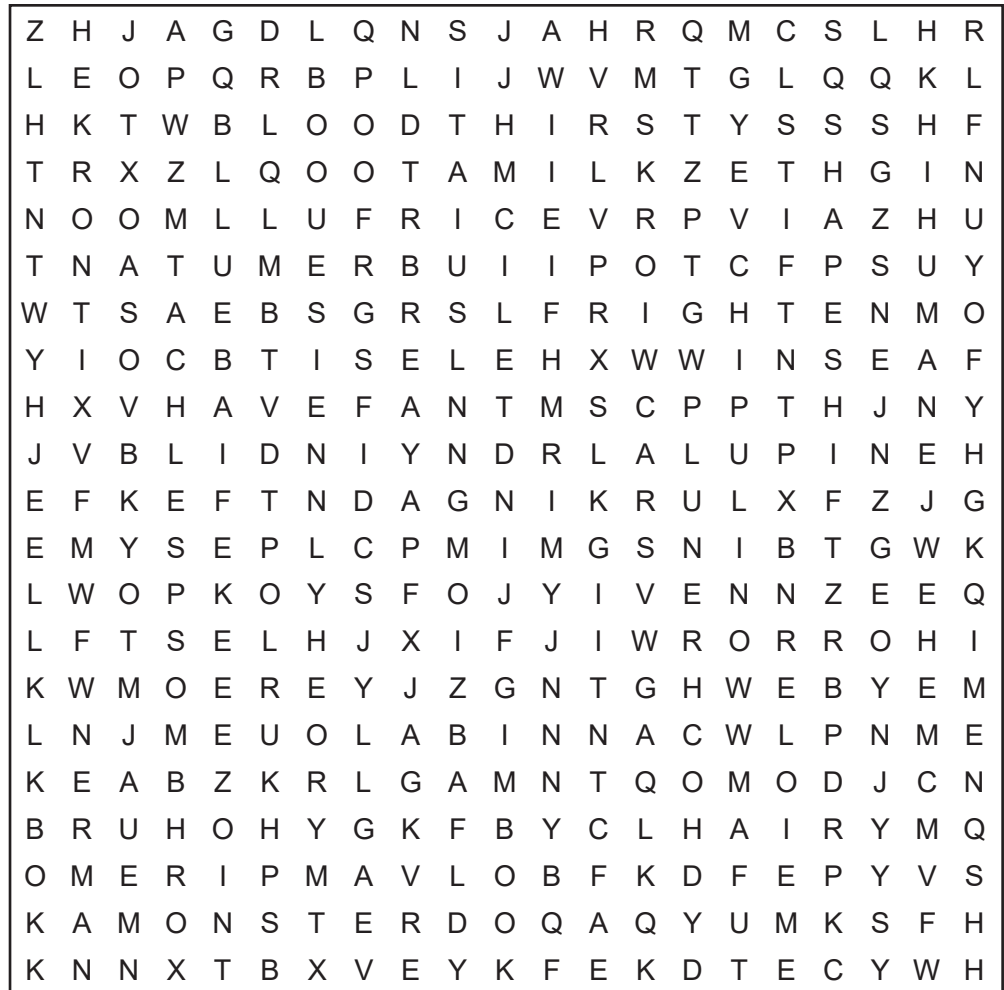 Z H J A G D L Q N S J A H R Q M C S L H R
L E O P Q R B P L I J W V M T G L Q Q K L
H K T W B L O O D T H I R S T Y S S S H F
T R X Z L Q O O T A M I L K Z E T H G I N
N O O M L L U F R I C E V R P V I A Z H U
T N A T U M E R B U I I P O T C F P S U Y
W T S A E B S G R S L F R I G H T E N M O
Y I O C B T I S E L E H X W W I N S E A F
H X V H A V E F A N T M S C P P T H J N Y
J V B L I D N I Y N D R L A L U P I N E H
E F K E F T N D A G N I K R U L X F Z J G
E M Y S E P L C P M I M G S N I B T G W K
L W O P K O Y S F O J Y I V E N N Z E E Q
L F T S E L H J X I F J I W R O R R O H I
K W M O E R E Y J Z G N T G H W E B Y E M
L N J M E U O L A B I N N A C W L P N M E
K E A B Z K R L G A M N T Q O M O D J C N
B R U H O H Y G K F B Y C L H A I R Y M Q
O M E R I P M A V L O B F K D F E P Y V S
K A M O N S T E R D O Q A Q Y U M K S F H
K N N X T B X V E Y K F E K D T E C Y W H